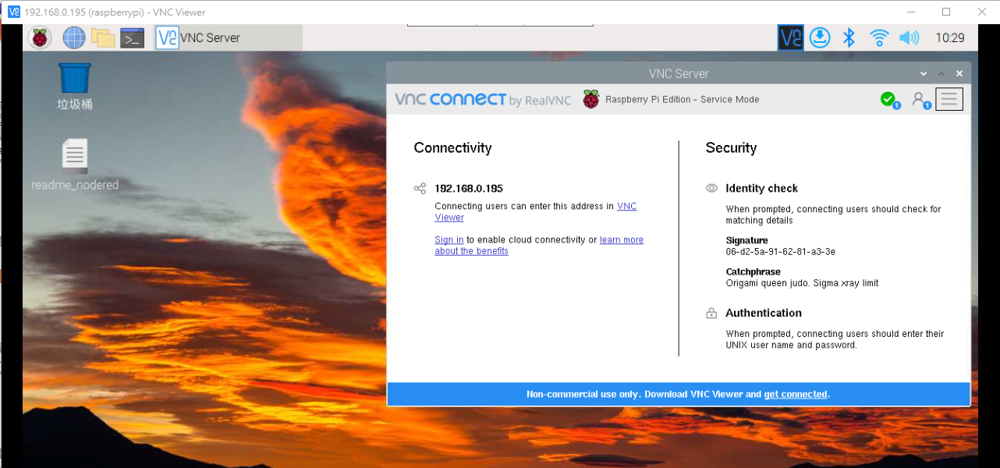 192.168.0.195 (raspberrypi) - VNC Viewer
VNC Server
10:29
垃圾桶
readme_nodered
VNC Server
vnc connect by RealVNC
Raspberry Pi Edition - Service Mode
Connectivity
192.168.0.195
Connecting users can enter this address in VNC
Viewer
Sign in to enable cloud connectivity or learn more
about the benefits
Security
Identity check
When prompted, connecting users should check for
matching details
Signature
06-d2-5a-91-62-81-a3-3e
Catchphrase
Origami queen judo. Sigma xray limit
Authentication
When prompted, connecting users should enter their
UNIX user name and password.
Non-commercial use only. Download VNC Viewer and get connected.